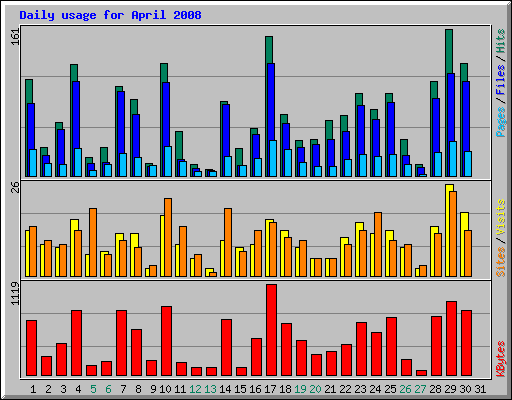 Daily usage for April 2008
161
Pages / Files / Hits
26
Sites / Visits
1119
KBytes
1 2 3 4 5 6 7 8 9 10 11 12 13 14 15 16 17 18 19 20 21 22 23 24 25 26 27 28 29 30 31